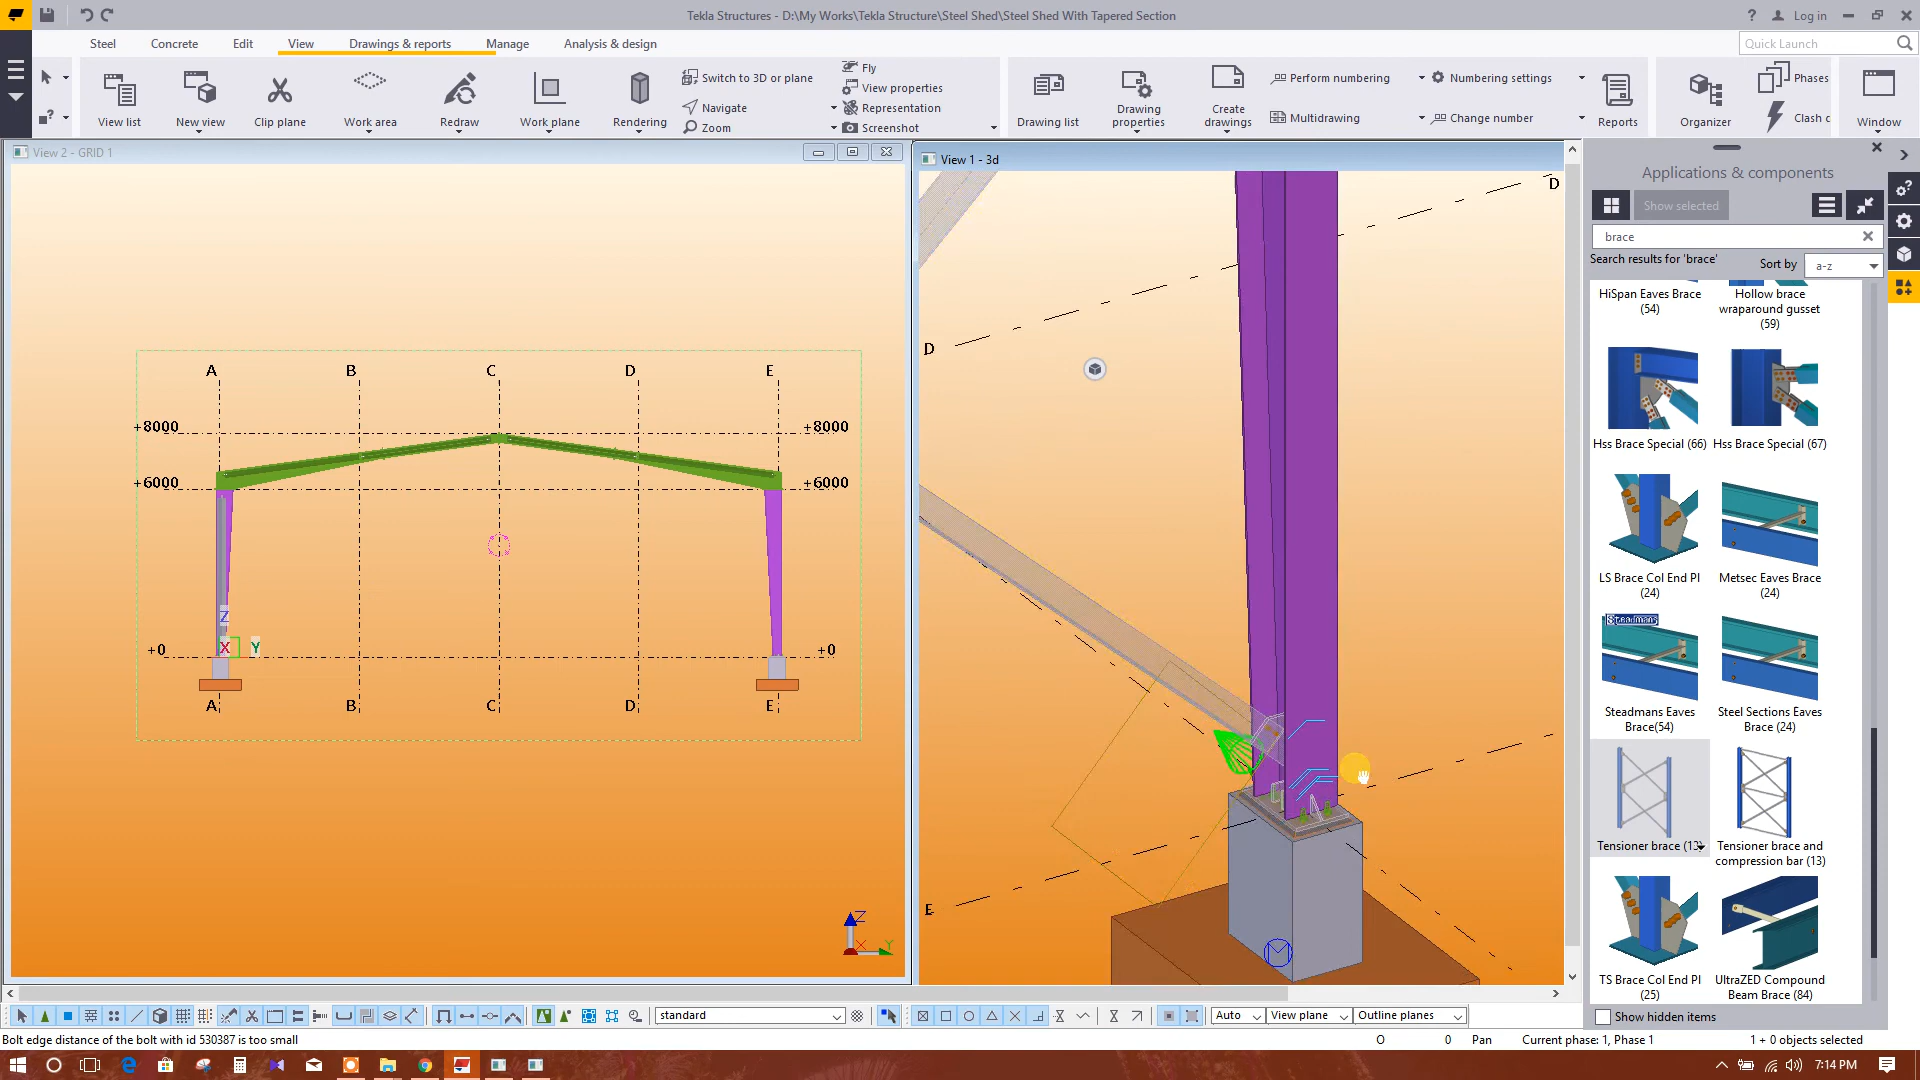 Tekla Structures - D:\My Works\Tekla Structure\Steel Shed\Steel Shed With Tapered Section
? Log in
Steel Concrete Edit View Drawings & reports Manage Analysis & design
Quick Launch
Switch to 3D or plane
Navigate
Zoom
Fly
View properties
Representation
Screenshot
View list
New view
Clip plane
Work area
Redraw
Work plane
Rendering
Drawing list
Drawing properties
Create drawings
Perform numbering
Multidrawing
Numbering settings
Change number
Reports
Organizer
Phases
Clash c
Window
View 2 - GRID 1
A B C D E
+8000 +8000
+6000 +6000
Z
X Y
+0 +0
A B C D E
Z
X Y
View 1 - 3d
D
D
E
Applications & components
Show selected
brace
Search results for 'brace'
Sort by a-z
HiSpan Eaves Brace (54)
Hollow brace wraparound gusset (59)
Hss Brace Special (66)
Hss Brace Special (67)
LS Brace Col End Pl (24)
Metsec Eaves Brace (24)
Steadmans
Steadmans Eaves Brace(54)
Steel Sections Eaves Brace (24)
Tensioner brace (13)
Tensioner brace and compression bar (13)
TS Brace Col End Pl (25)
UltraZED Compound Beam Brace (84)
Show hidden items
standard
Auto
View plane
Outline planes
Bolt edge distance of the bolt with id 530387 is too small
O 0 Pan Current phase: 1, Phase 1 1 + 0 objects selected
7:14 PM